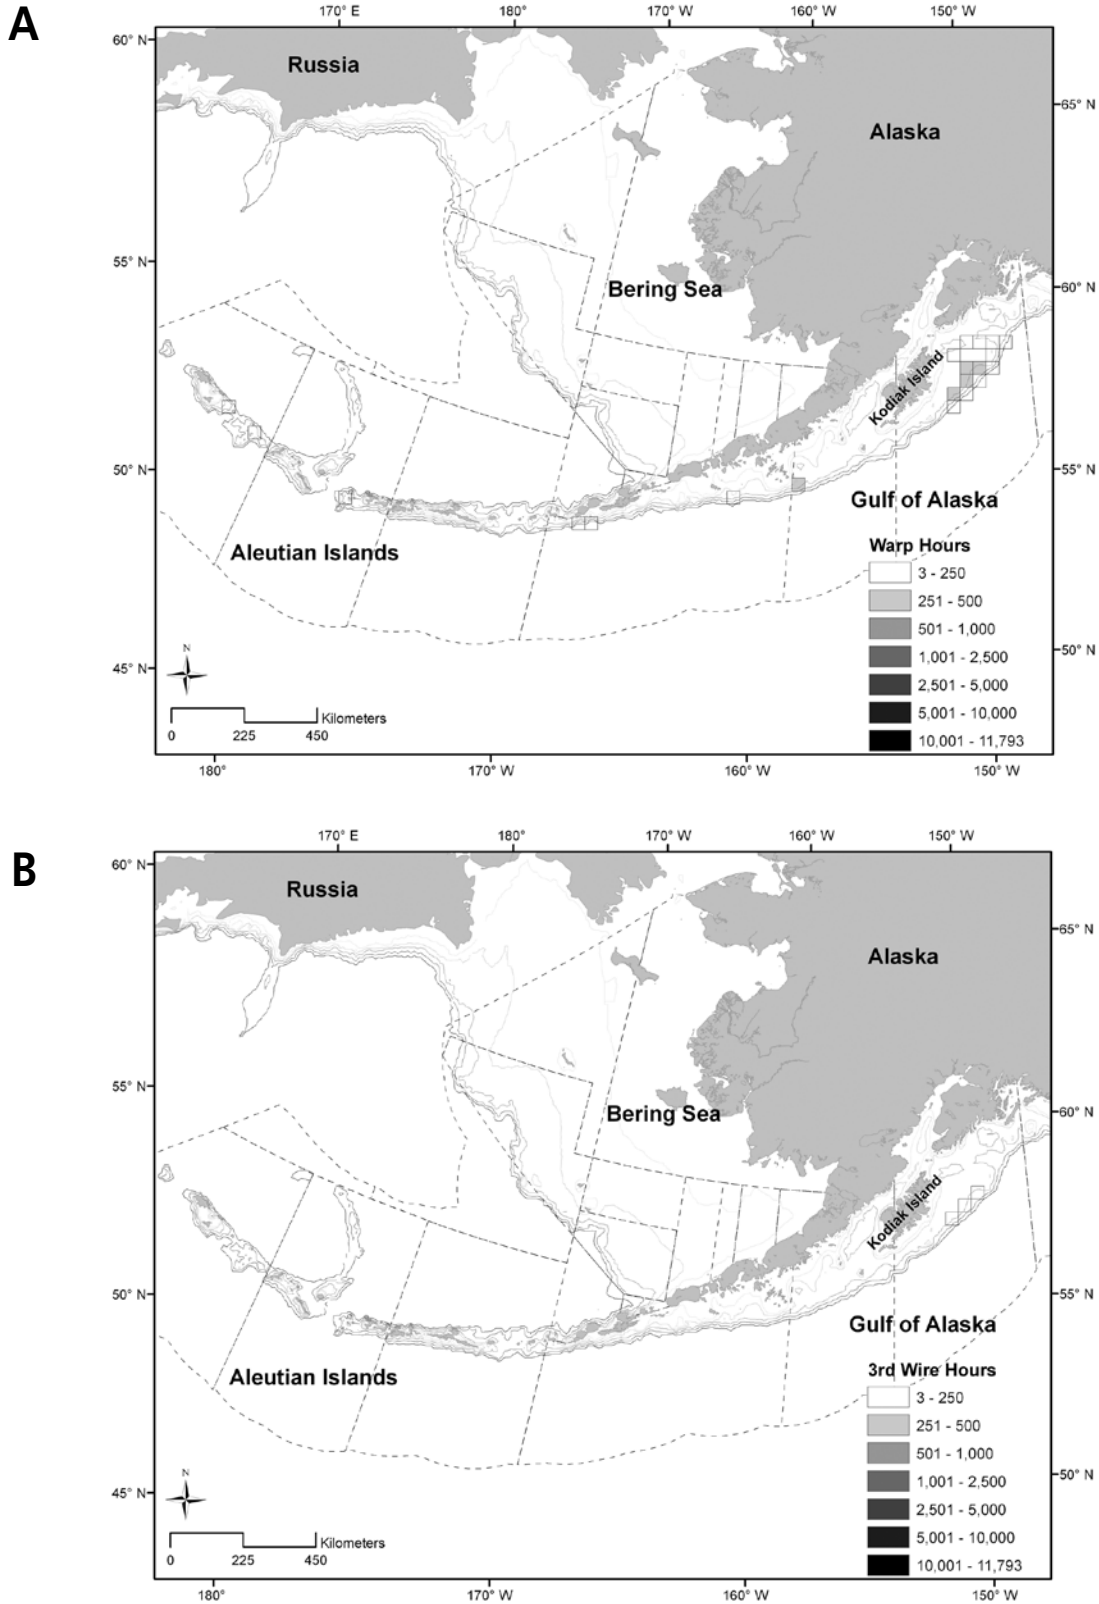 A
170° E 180° 170° W 160° W 150° W
60° N
Russia
Alaska
65° N
55° N
Bering Sea
60° N
Kodiak Island
50° N
55° N
Gulf of Alaska
Aleutian Islands
Warp Hours
3 - 250
251 - 500
501 - 1,000
1,001 - 2,500
2,501 - 5,000
5,001 - 10,000
10,001 - 11,793
50° N
N
45° N
Kilometers
0 225 450
180° 170° W 160° W 150° W
B
170° E 180° 170° W 160° W 150° W
60° N
Russia
Alaska
65° N
55° N
Bering Sea
60° N
Kodiak Island
50° N
55° N
Gulf of Alaska
Aleutian Islands
3rd Wire Hours
3 - 250
251 - 500
501 - 1,000
1,001 - 2,500
2,501 - 5,000
5,001 - 10,000
10,001 - 11,793
50° N
N
45° N
Kilometers
0 225 450
180° 170° W 160° W 150° W